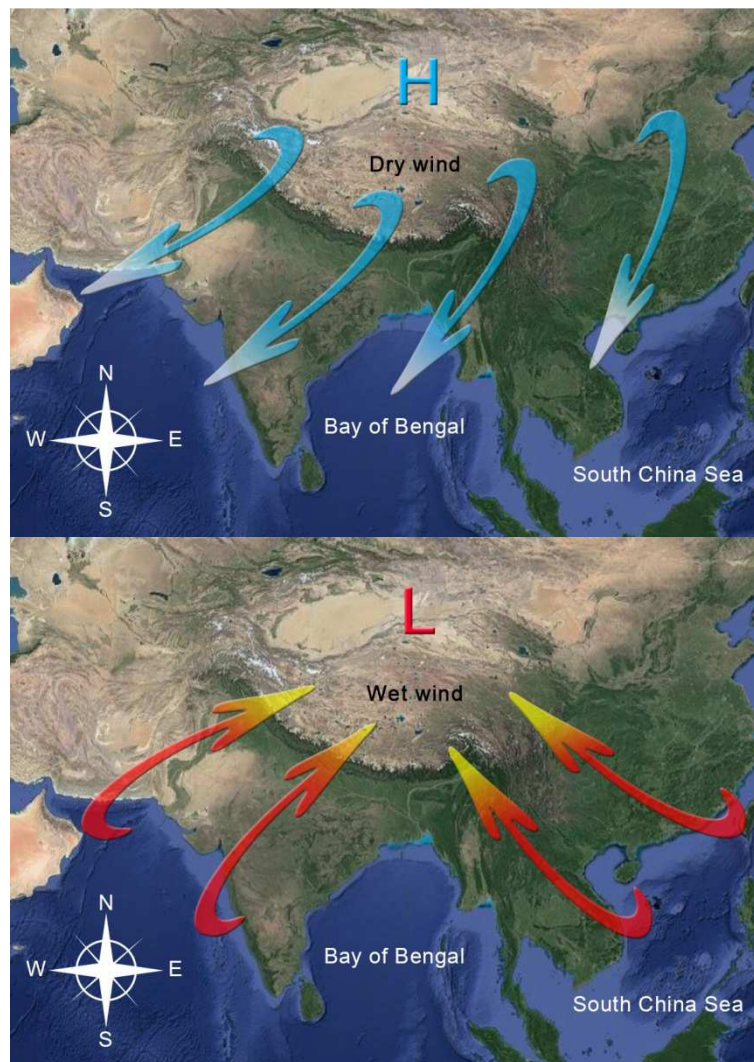 H
Dry wind
N
W
E
S
Bay of Bengal
South China Sea
L
Wet wind
N
W
E
S
Bay of Bengal
South China Sea